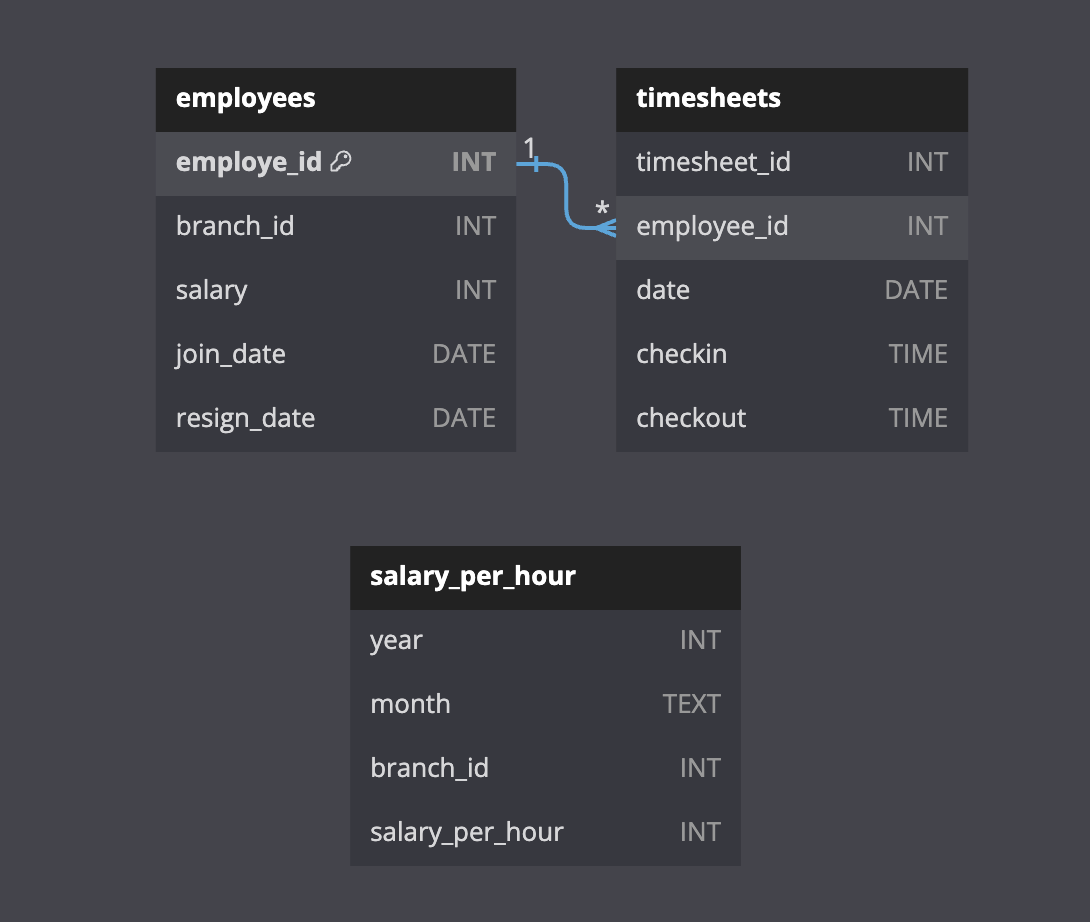 employees
employe_id INT
branch_id INT
salary INT
join_date DATE
resign_date DATE
1
*
timesheets
timesheet_id INT
employee_id INT
date DATE
checkin TIME
checkout TIME
salary_per_hour
year INT
month TEXT
branch_id INT
salary_per_hour INT